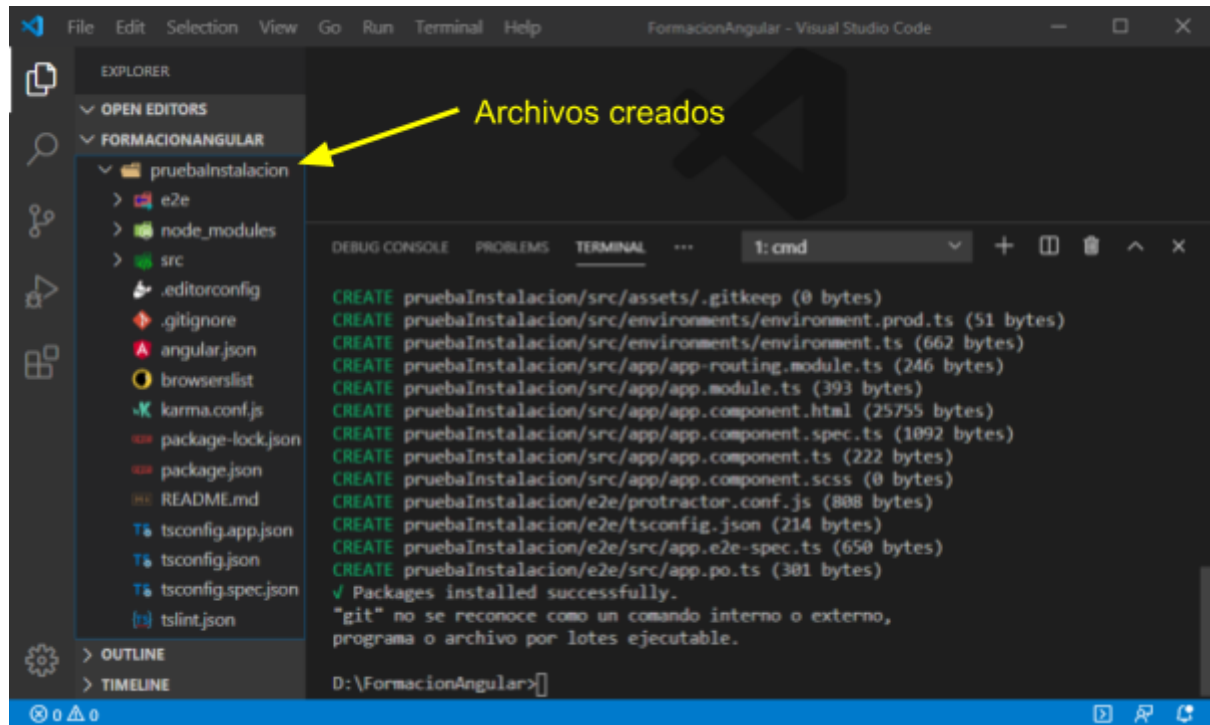 File Edit Selection View Go Run Terminal Help FormacionAngular - Visual Studio Code
EXPLORER
OPEN EDITORS
FORMACIONANGULAR
pruebaInstalacion
e2e
node_modules
src
.editorconfig
.gitignore
angular.json
browserslist
karma.conf.js
package-lock.json
package.json
README.md
tsconfig.app.json
tsconfig.json
tsconfig.spec.json
tslint.json
OUTLINE
TIMELINE
Archivos creados
DEBUG CONSOLE PROBLEMS TERMINAL ... 1: cmd
CREATE pruebaInstalacion/src/assets/.gitkeep (0 bytes)
CREATE pruebaInstalacion/src/environments/environment.prod.ts (51 bytes)
CREATE pruebaInstalacion/src/environments/environment.ts (662 bytes)
CREATE pruebaInstalacion/src/app/app-routing.module.ts (246 bytes)
CREATE pruebaInstalacion/src/app/app.module.ts (393 bytes)
CREATE pruebaInstalacion/src/app/app.component.html (25755 bytes)
CREATE pruebaInstalacion/src/app/app.component.spec.ts (1092 bytes)
CREATE pruebaInstalacion/src/app/app.component.ts (222 bytes)
CREATE pruebaInstalacion/src/app/app.component.scss (0 bytes)
CREATE pruebaInstalacion/e2e/protractor.conf.js (808 bytes)
CREATE pruebaInstalacion/e2e/tsconfig.json (214 bytes)
CREATE pruebaInstalacion/e2e/src/app.e2e-spec.ts (650 bytes)
CREATE pruebaInstalacion/e2e/src/app.po.ts (301 bytes)
√ Packages installed successfully.
"git" no se reconoce como un comando interno o externo,
programa o archivo por lotes ejecutable.
D:\FormacionAngular>
0 0